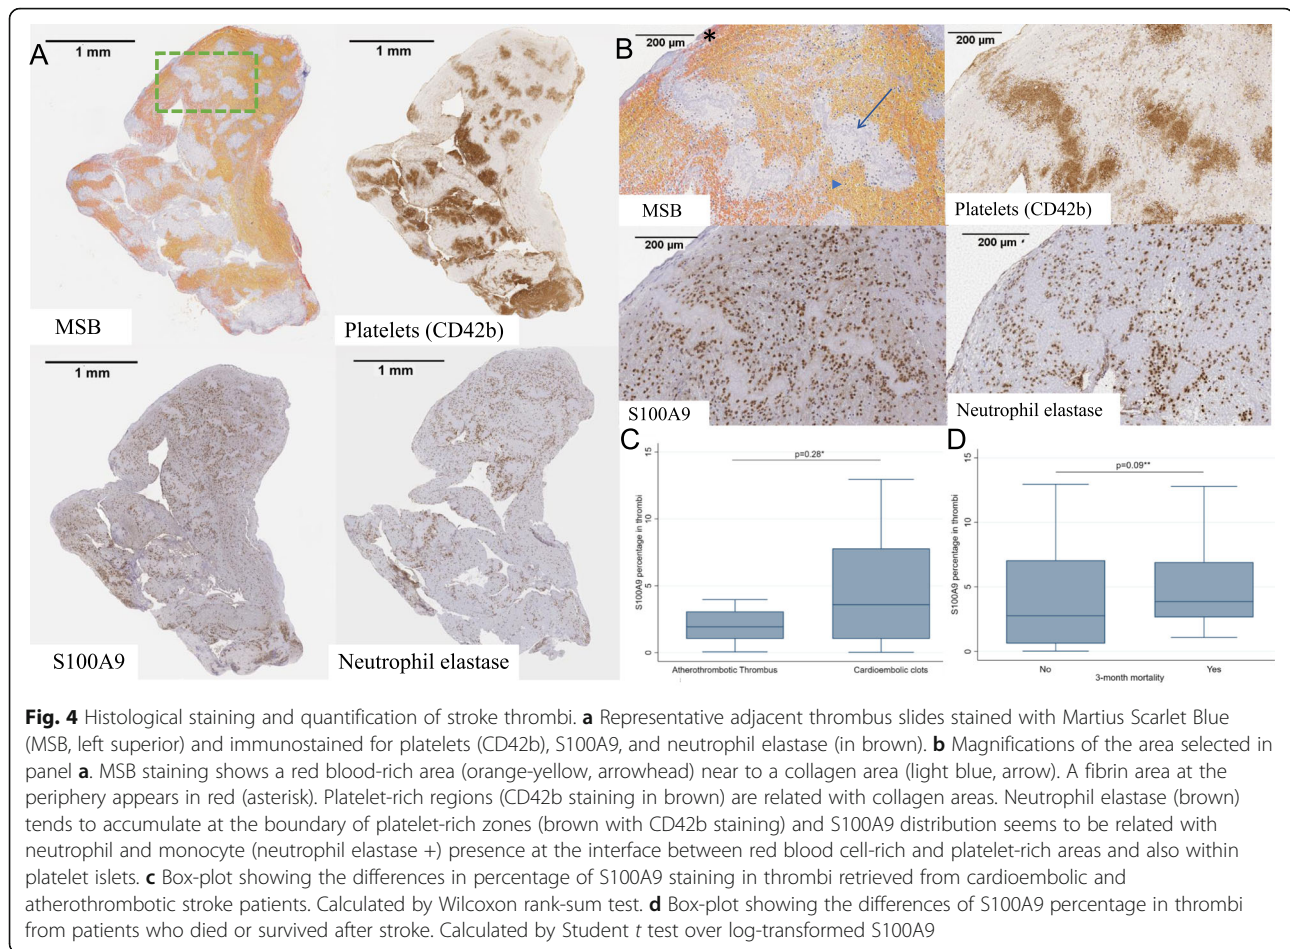 A
1 mm
MSB
1 mm
Platelets (CD42b)
1 mm
S100A9
1 mm
Neutrophil elastase
B
200 µm
*
MSB
200 µm
Platelets (CD42b)
200 µm
S100A9
200 µm
Neutrophil elastase
C
S100A9 percentage in thrombi
15
10
5
0
p=0.28*
Atherothrombotic Thrombus
Cardioembolic clots
D
S100A9 percentage in thrombi
15
10
5
0
p=0.09**
No
Yes
3-month mortality
Fig. 4 Histological staining and quantification of stroke thrombi. a Representative adjacent thrombus slides stained with Martius Scarlet Blue
(MSB, left superior) and immunostained for platelets (CD42b), S100A9, and neutrophil elastase (in brown). b Magnifications of the area selected in
panel a. MSB staining shows a red blood-rich area (orange-yellow, arrowhead) near to a collagen area (light blue, arrow). A fibrin area at the
periphery appears in red (asterisk). Platelet-rich regions (CD42b staining in brown) are related with collagen areas. Neutrophil elastase (brown)
tends to accumulate at the boundary of platelet-rich zones (brown with CD42b staining) and S100A9 distribution seems to be related with
neutrophil and monocyte (neutrophil elastase +) presence at the interface between red blood cell-rich and platelet-rich areas and also within
platelet islets. c Box-plot showing the differences in percentage of S100A9 staining in thrombi retrieved from cardioembolic and
atherothrombotic stroke patients. Calculated by Wilcoxon rank-sum test. d Box-plot showing the differences of S100A9 percentage in thrombi
from patients who died or survived after stroke. Calculated by Student t test over log-transformed S100A9